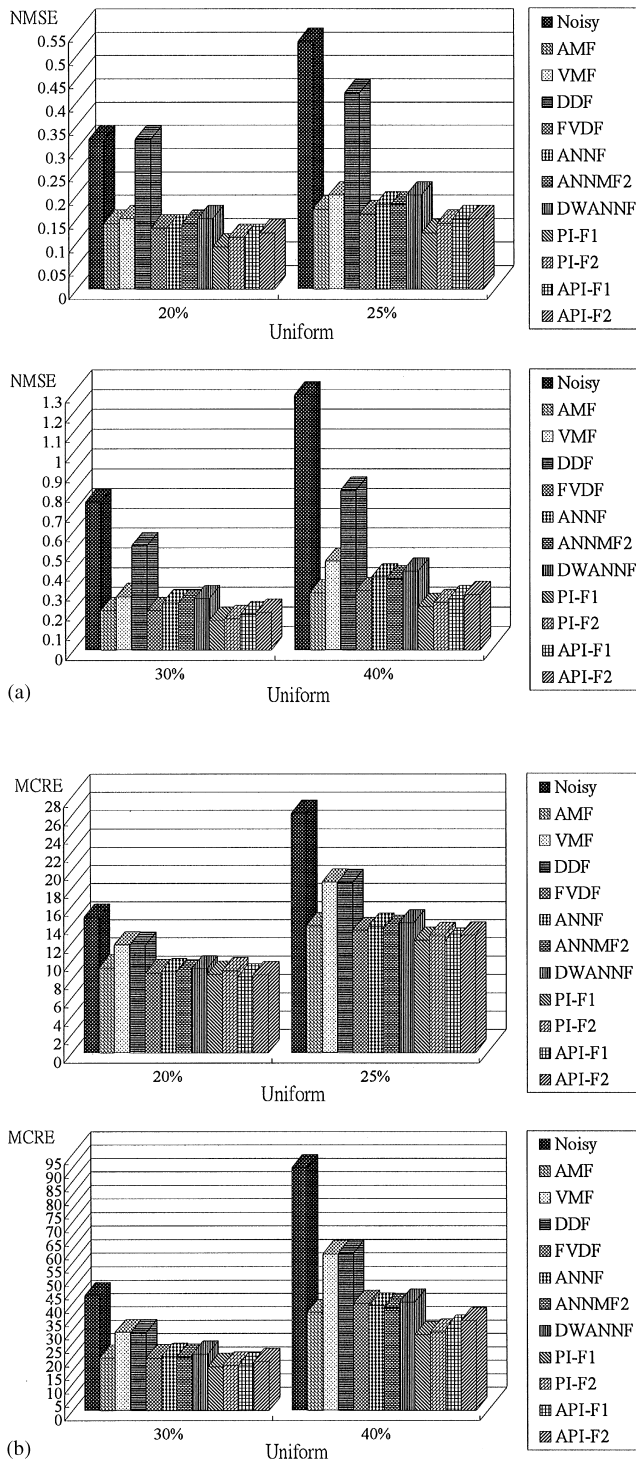 NMSE
0.55
0.5
0.45
0.4
0.35
0.3
0.25
0.2
0.15
0.1
0.05
0
20%
25%
Uniform
Noisy
AMF
VMF
DDF
FVDF
ANNF
ANNMF2
DWANNF
PI-F1
PI-F2
API-F1
API-F2
NMSE
1.3
1.2
1.1
1
0.9
0.8
0.7
0.6
0.5
0.4
0.3
0.2
0.1
0
30%
40%
Uniform
Noisy
AMF
VMF
DDF
FVDF
ANNF
ANNMF2
DWANNF
PI-F1
PI-F2
API-F1
API-F2
(a)
MCRE
28
26
24
22
20
18
16
14
12
10
8
6
4
2
0
20%
25%
Uniform
Noisy
AMF
VMF
DDF
FVDF
ANNF
ANNMF2
DWANNF
PI-F1
PI-F2
API-F1
API-F2
MCRE
95
90
85
80
75
70
65
60
55
50
45
40
35
30
25
20
15
10
5
0
30%
40%
Uniform
Noisy
AMF
VMF
DDF
FVDF
ANNF
ANNMF2
DWANNF
PI-F1
PI-F2
API-F1
API-F2
(b)